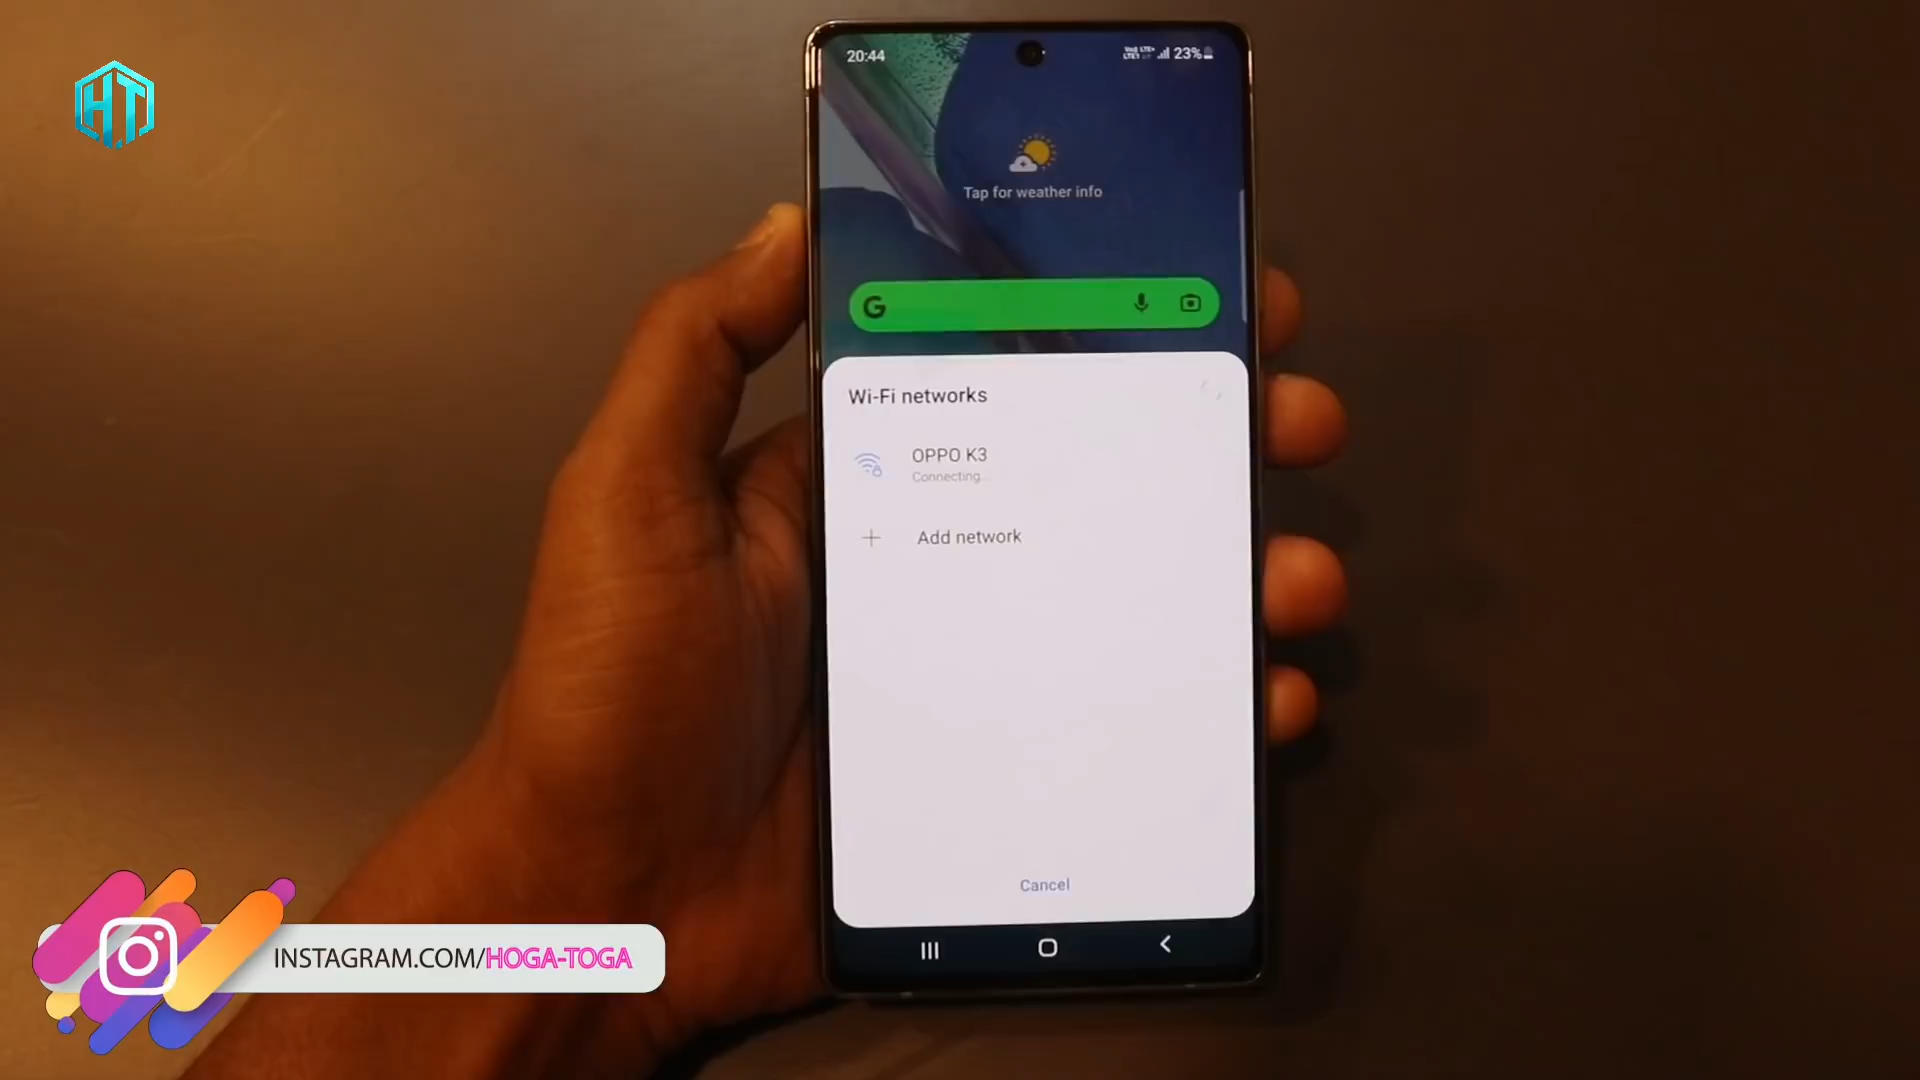 HT
20:44
23%
Tap for weather info
G
Wi-Fi networks
OPPO K3
Connecting...
Add network
Cancel
INSTAGRAM.COM/HOGA-TOGA